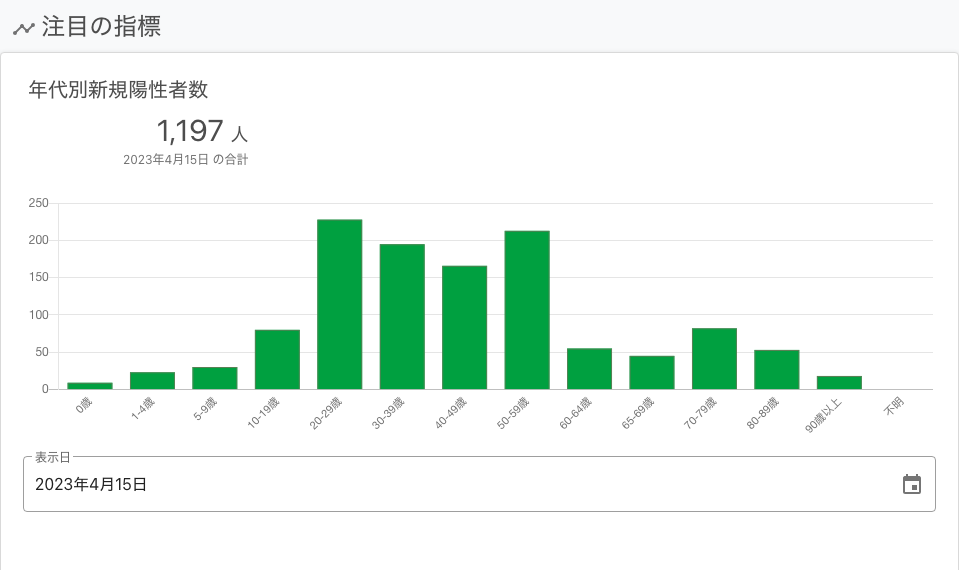 注目の指標
年代別新規陽性者数
1,197 人
2023年4月15日 の合計
250
200
150
100
50
0
0歳
1-4歳
5-9歳
10-19歳
20-29歳
30-39歳
40-49歳
50-59歳
60-64歳
65-69歳
70-79歳
80-89歳
90歳以上
不明
表示日
2023年4月15日